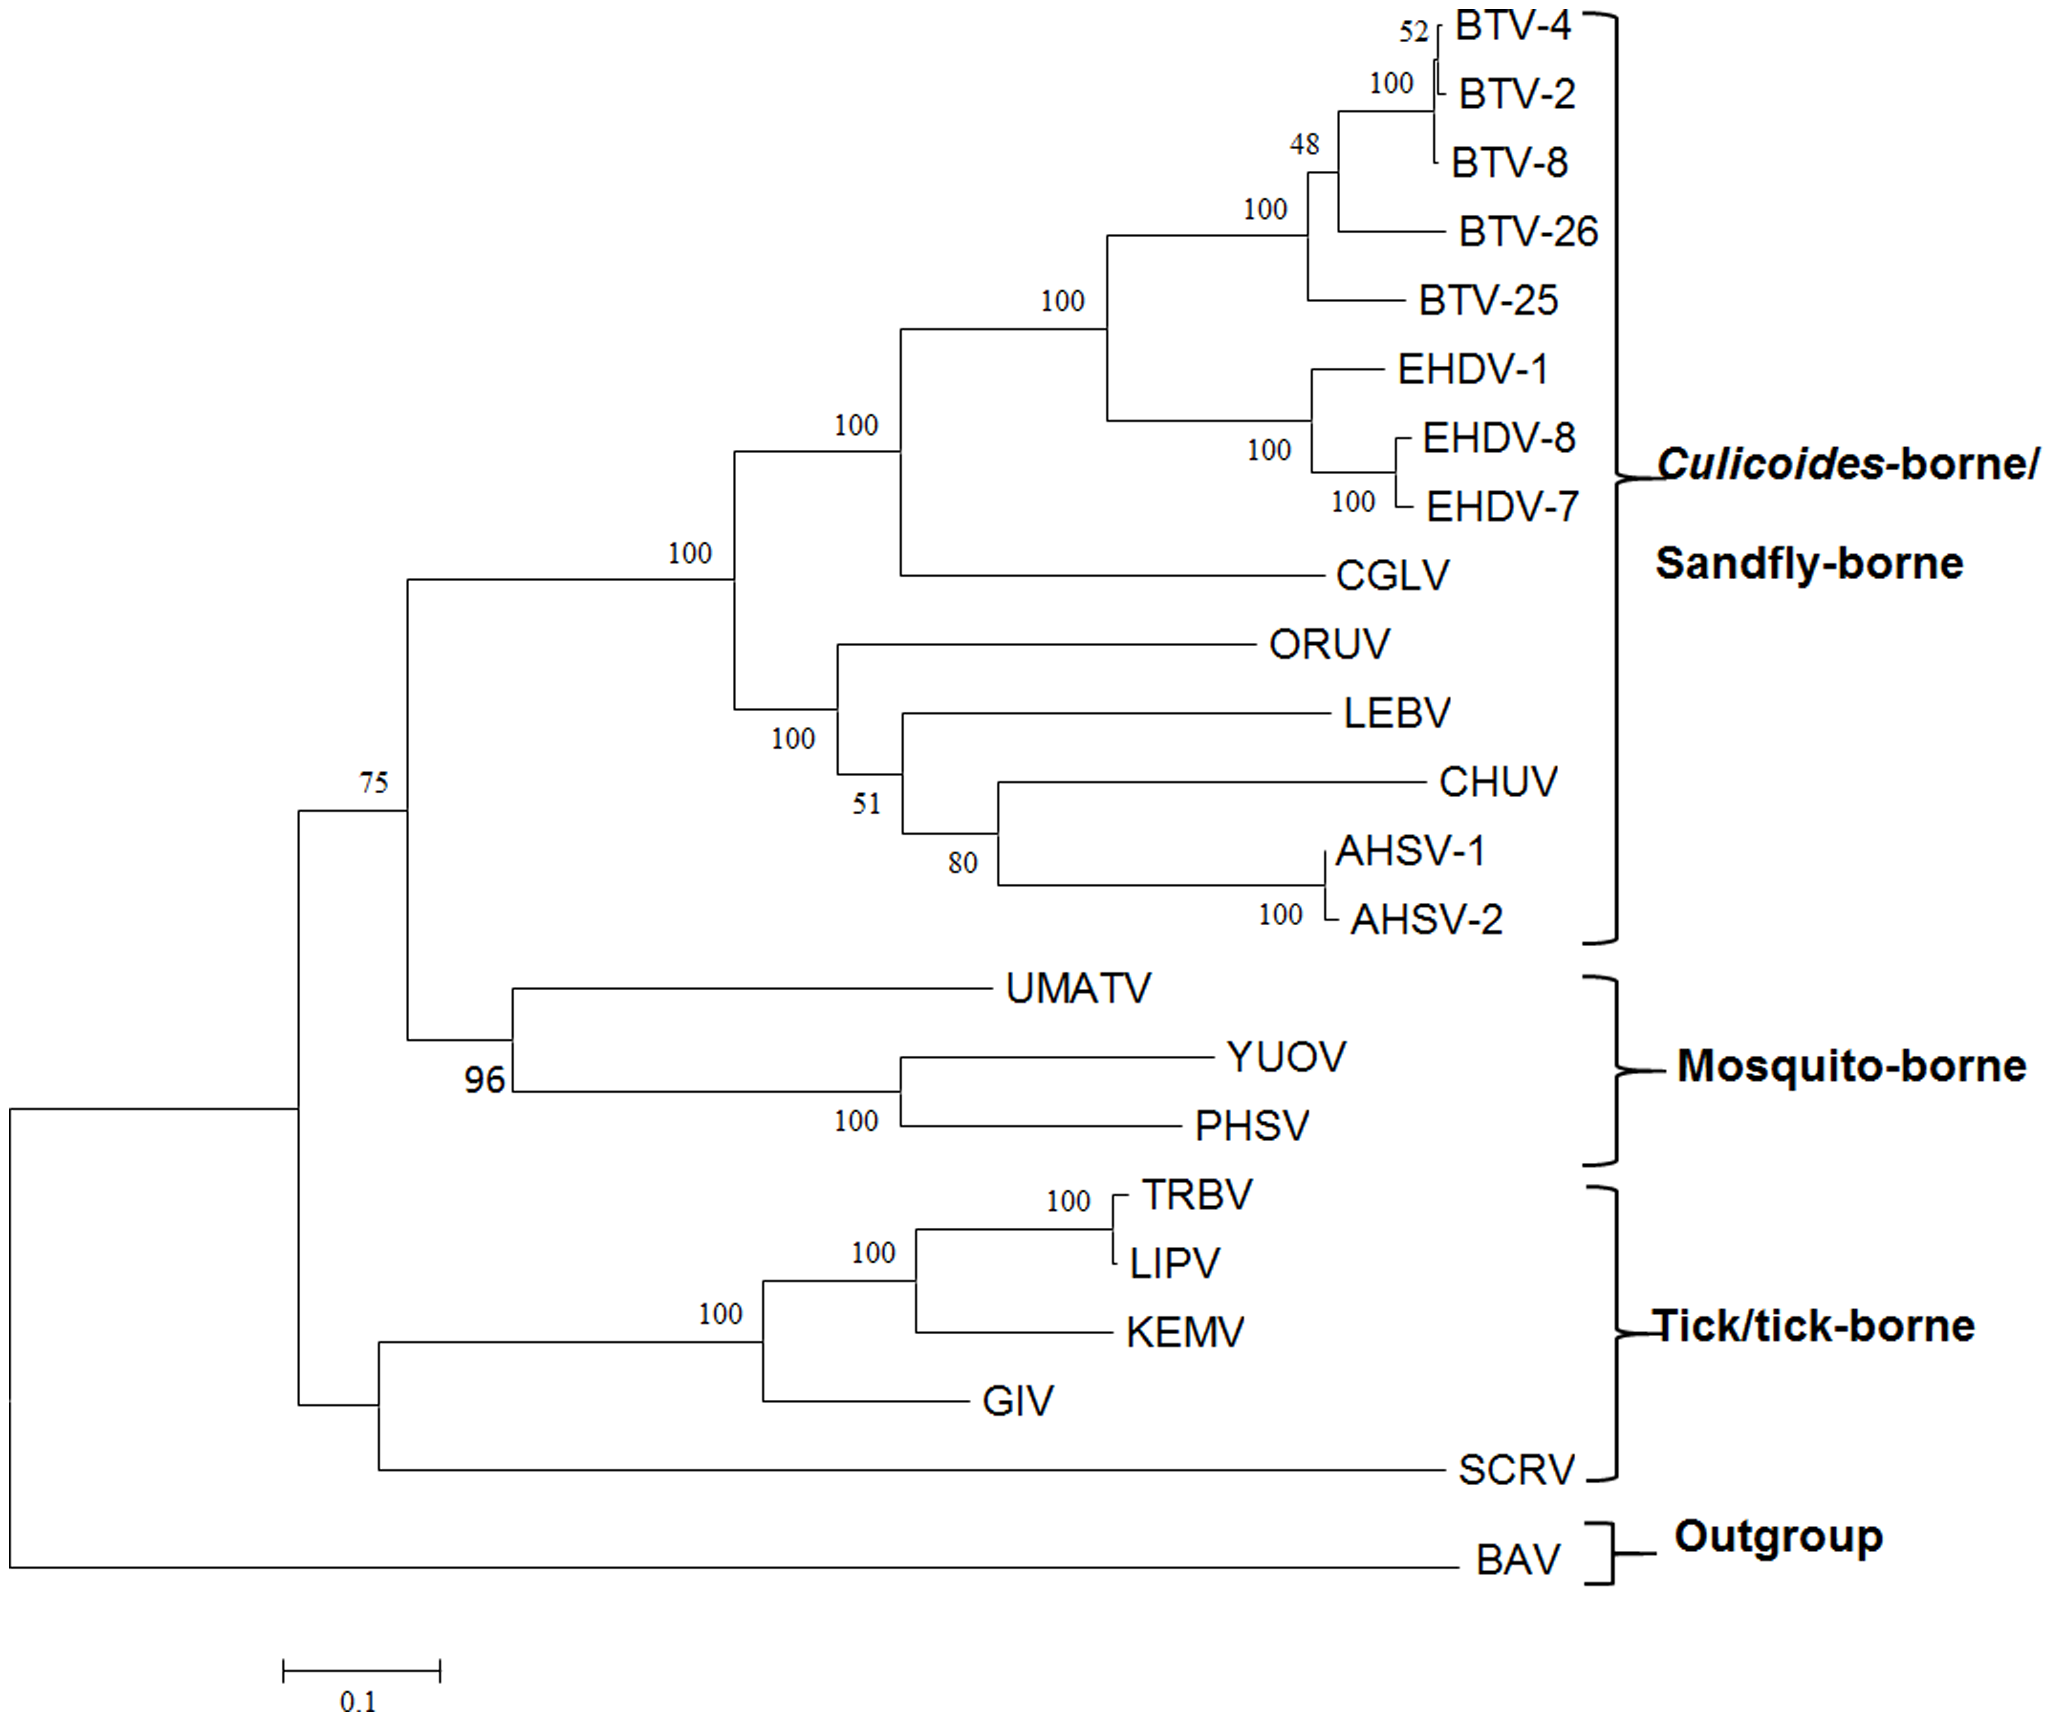 52
BTV-4
100
BTV-2
48
BTV-8
100
BTV-26
100
BTV-25
EHDV-1
100
EHDV-8
100
EHDV-7
100
Culicoides-borne/
Sandfly-borne
100
CGLV
ORUV
100
LEBV
75
51
CHUV
80
AHSV-1
100
AHSV-2
UMATV
96
YUOV
100
PHSV
Mosquito-borne
100
TRBV
100
LIPV
100
KEMV
Tick/tick-borne
GIV
SCRV
Outgroup
BAV
0.1